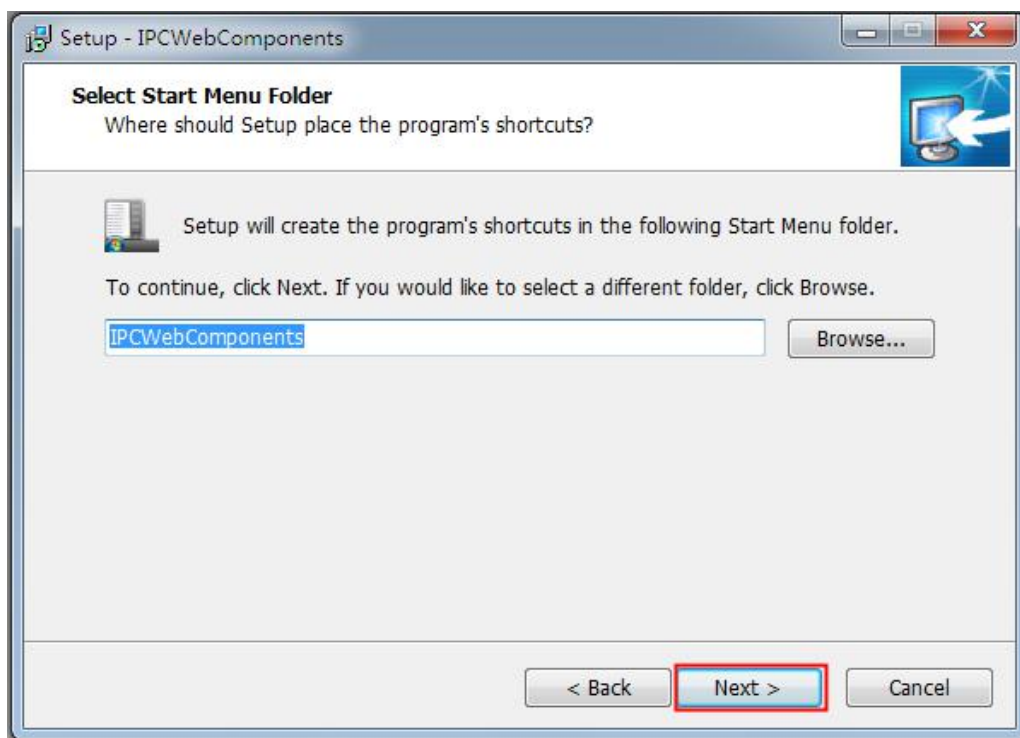 Setup - IPCWebComponents
Select Start Menu Folder
Where should Setup place the program's shortcuts?
Setup will create the program's shortcuts in the following Start Menu folder.
To continue, click Next. If you would like to select a different folder, click Browse.
IPCWebComponents
Browse...
< Back
Next >
Cancel